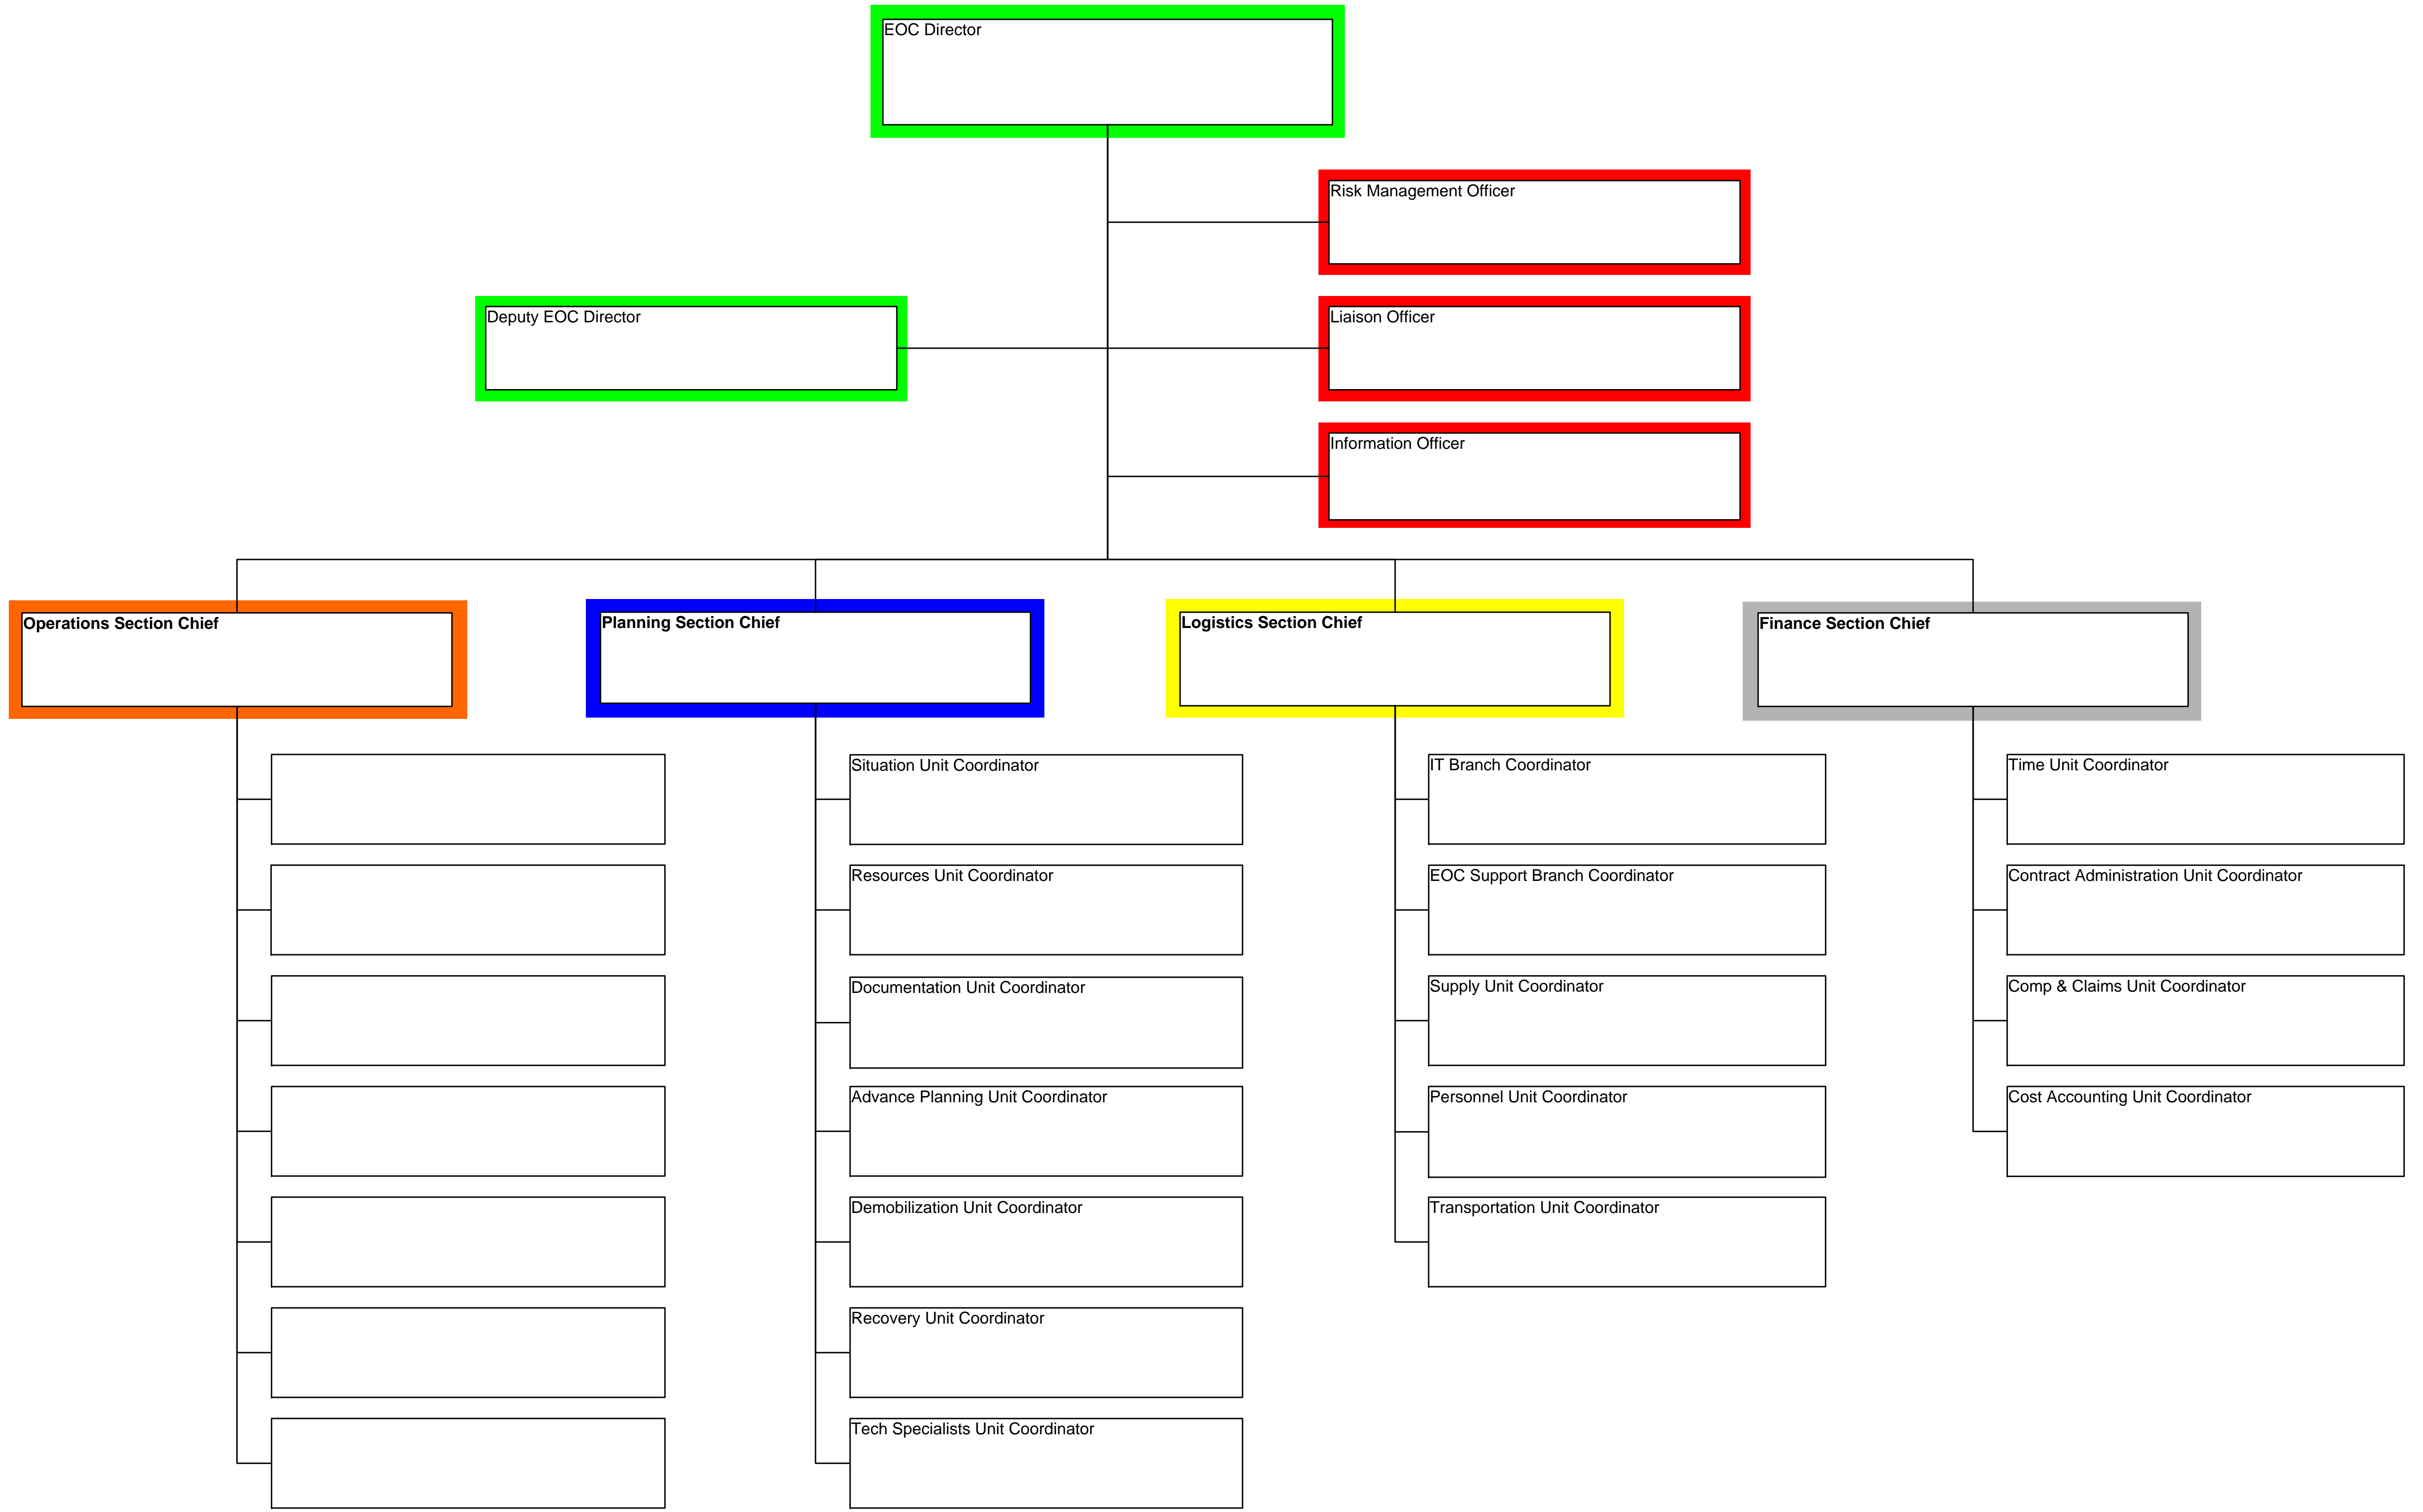 EOC Director
Risk Management Officer
Deputy EOC Director
Liaison Officer
Information Officer
Operations Section Chief
Planning Section Chief
Logistics Section Chief
Finance Section Chief
Situation Unit Coordinator
Resources Unit Coordinator
Documentation Unit Coordinator
Advance Planning Unit Coordinator
Demobilization Unit Coordinator
Recovery Unit Coordinator
Tech Specialists Unit Coordinator
IT Branch Coordinator
EOC Support Branch Coordinator
Supply Unit Coordinator
Personnel Unit Coordinator
Transportation Unit Coordinator
Time Unit Coordinator
Contract Administration Unit Coordinator
Comp & Claims Unit Coordinator
Cost Accounting Unit Coordinator